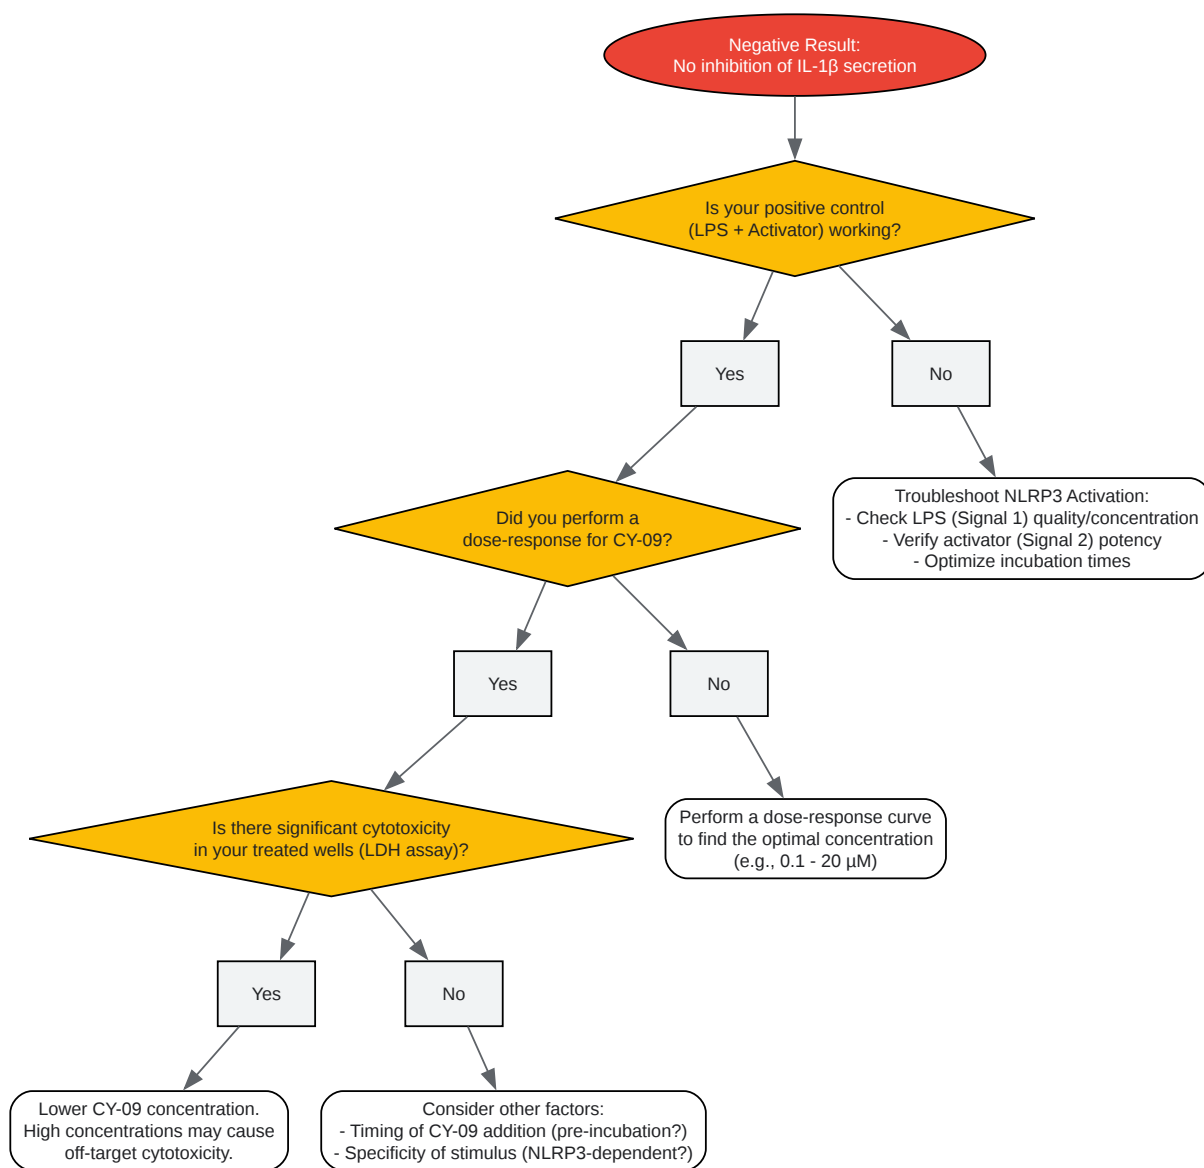 Negative Result:
No inhibition of IL-1β secretion
Is your positive control
(LPS + Activator) working?
Yes
No
Troubleshoot NLRP3 Activation:
- Check LPS (Signal 1) quality/concentration
- Verify activator (Signal 2) potency
- Optimize incubation times
Did you perform a
dose-response for CY-09?
Yes
No
Perform a dose-response curve
to find the optimal concentration
(e.g., 0.1 - 20 µM)
Is there significant cytotoxicity
in your treated wells (LDH assay)?
Yes
No
Lower CY-09 concentration.
High concentrations may cause
off-target cytotoxicity.
Consider other factors:
- Timing of CY-09 addition (pre-incubation?)
- Specificity of stimulus (NLRP3-dependent?)